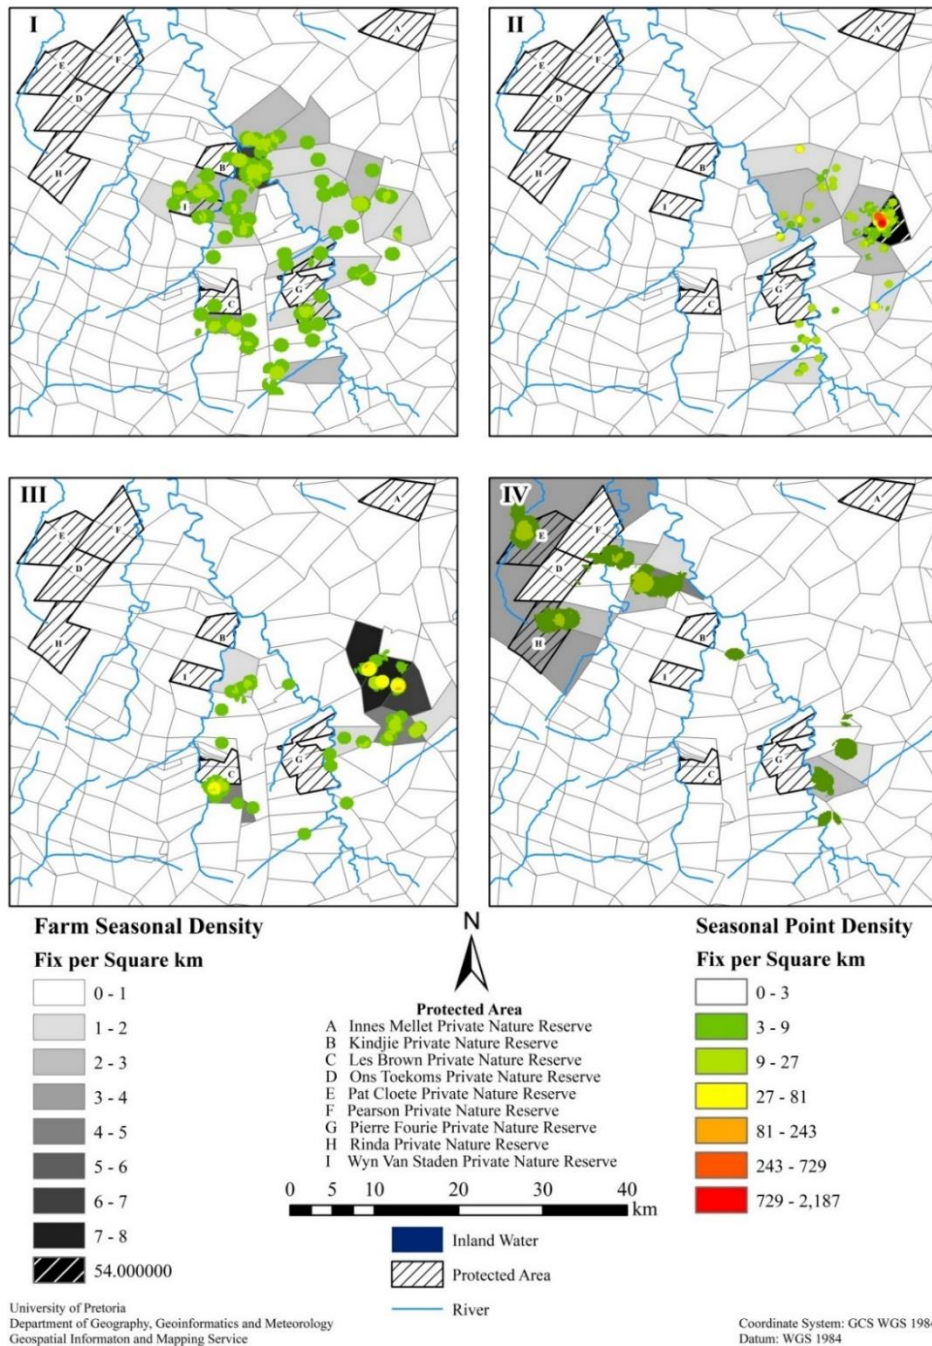 I
A
E
F
D
B
H
I
C
G
II
A
E
F
D
B
H
I
C
G
III
A
E
F
D
B
H
I
C
G
IV
A
E
F
D
B
H
I
C
G
Farm Seasonal Density
Fix per Square km
0 - 1
1 - 2
2 - 3
3 - 4
4 - 5
5 - 6
6 - 7
7 - 8
54.000000
N
Protected Area
A Innes Mellet Private Nature Reserve
B Kindjie Private Nature Reserve
C Les Brown Private Nature Reserve
D Ons Toekoms Private Nature Reserve
E Pat Cloete Private Nature Reserve
F Pearson Private Nature Reserve
G Pierre Fourie Private Nature Reserve
H Rinda Private Nature Reserve
I Wyn Van Staden Private Nature Reserve
0 5 10 20 30 40
km
Inland Water
Protected Area
River
Seasonal Point Density
Fix per Square km
0 - 3
3 - 9
9 - 27
27 - 81
81 - 243
243 - 729
729 - 2,187
University of Pretoria
Department of Geography, Geoinformatics and Meteorology
Geospatial Informaton and Mapping Service
Coordinate System: GCS WGS 1984
Datum: WGS 1984